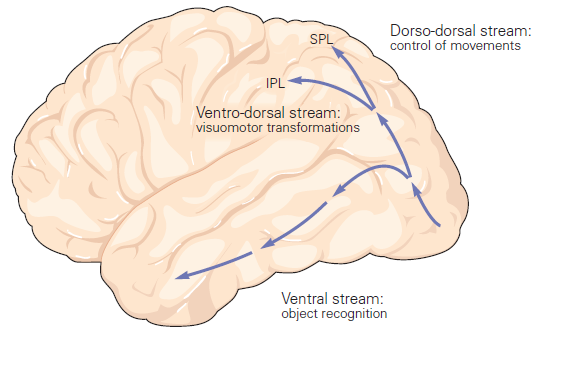 Dorso-dorsal stream:
control of movements
SPL
IPL
Ventro-dorsal stream:
visuomotor transformations
Ventral stream:
object recognition